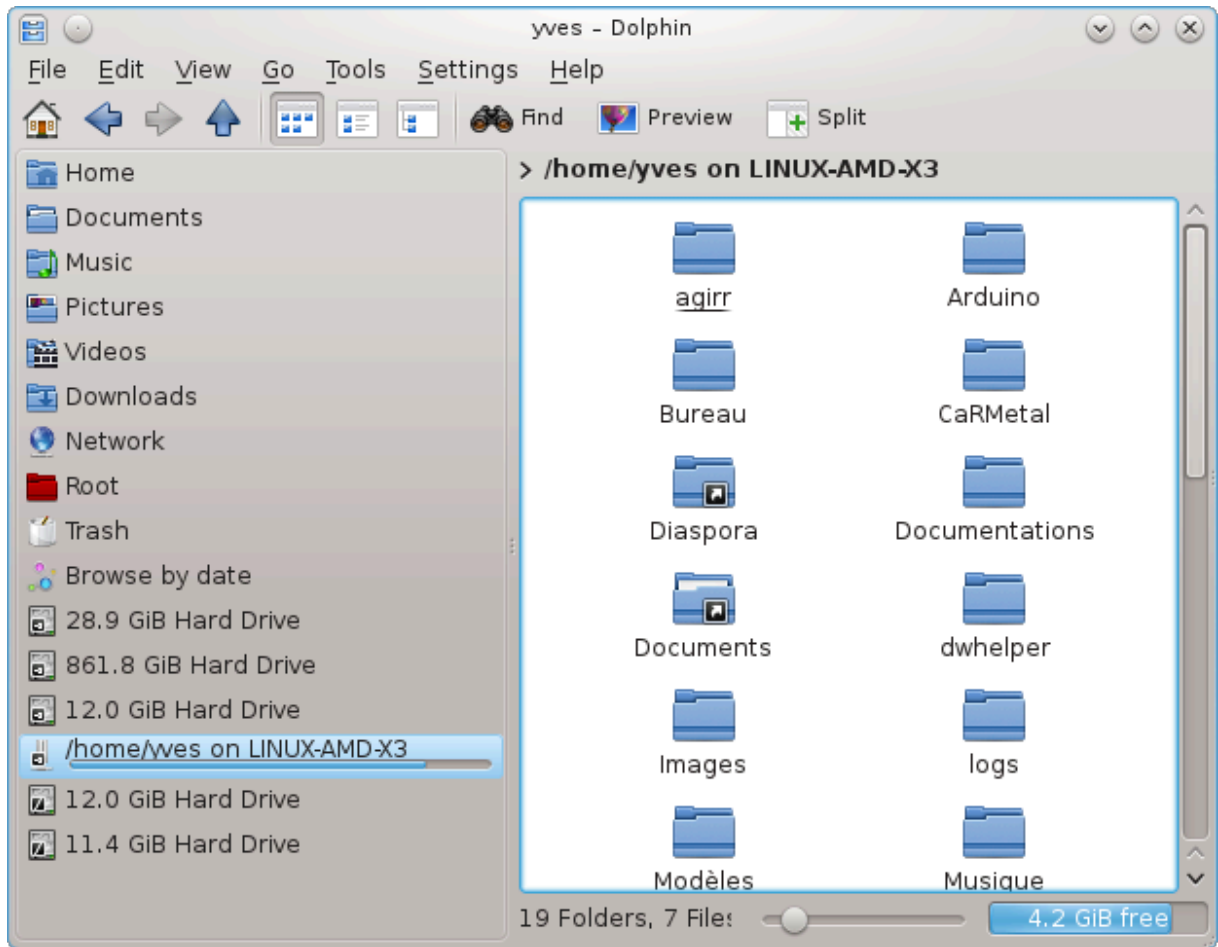 yves – Dolphin
File Edit View Go Tools Settings Help
Find Preview Split
Home
Documents
Music
Pictures
Videos
Downloads
Network
Root
Trash
Browse by date
28.9 GiB Hard Drive
861.8 GiB Hard Drive
12.0 GiB Hard Drive
/home/yves on LINUX-AMD-X3
12.0 GiB Hard Drive
11.4 GiB Hard Drive
> /home/yves on LINUX-AMD-X3
agirr Arduino
Bureau CaRMetal
Diaspora Documentations
Documents dwhelper
Images logs
Modèles Musique
19 Folders, 7 Files 4.2 GiB free